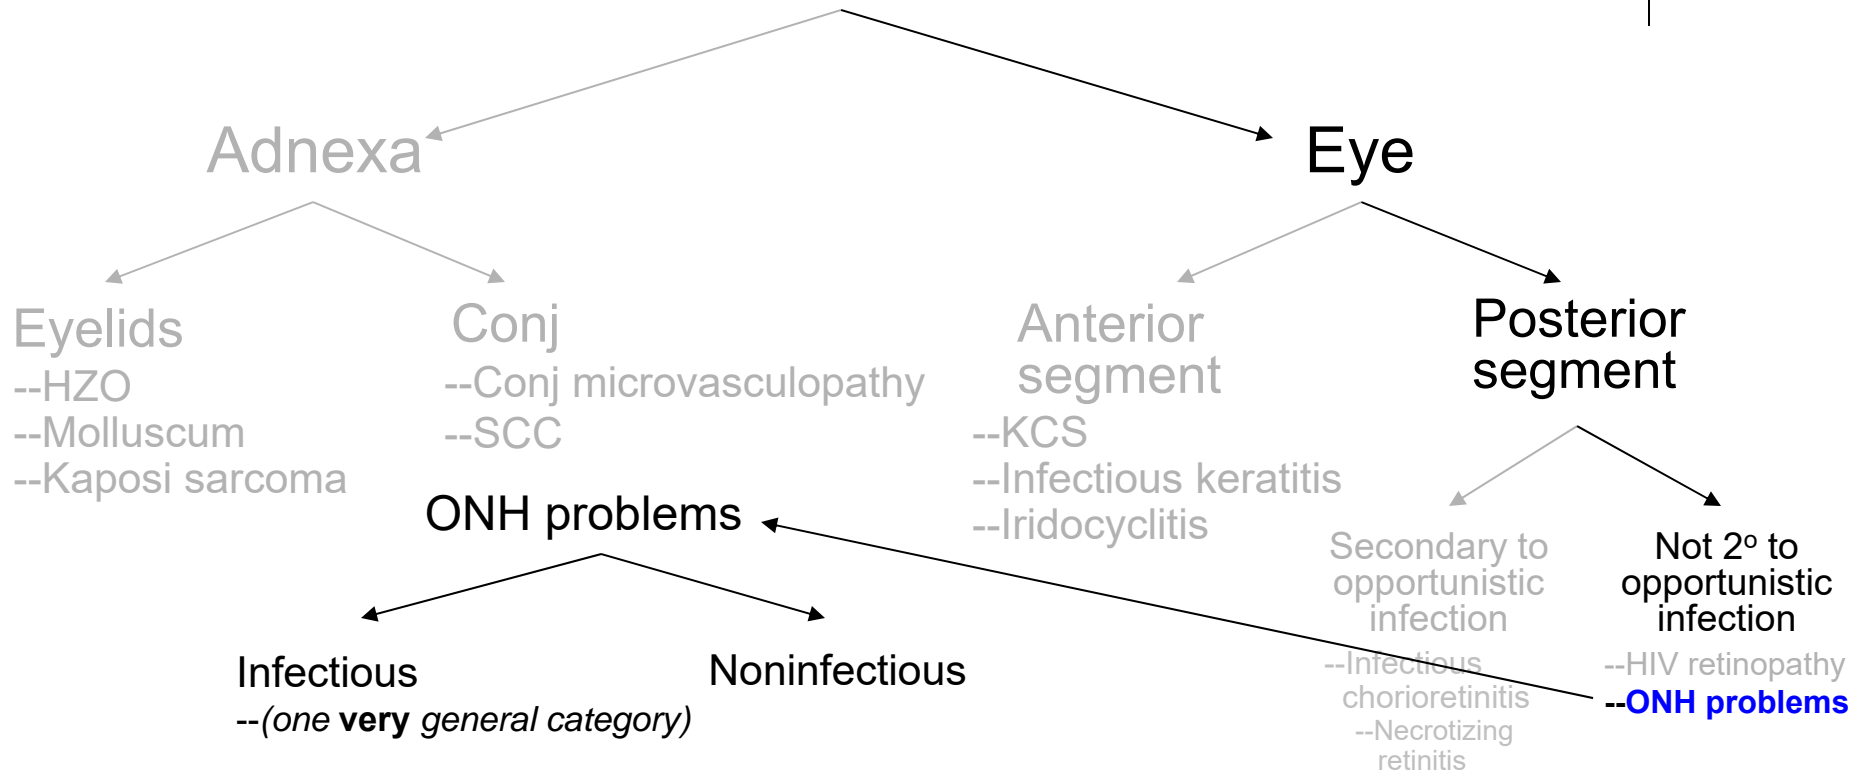 Adnexa
Eye
Eyelids
--HZO
--Molluscum
--Kaposi sarcoma
Conj
--Conj microvasculopathy
--SCC
Anterior
segment
--KCS
--Infectious keratitis
--Iridocyclitis
Posterior
segment
Secondary to
opportunistic
infection
--Infectious
chorioretinitis
--Necrotizing
retinitis
Not 2º to
opportunistic
infection
--HIV retinopathy
--ONH problems
ONH problems
Infectious
--(one very general category)
Noninfectious